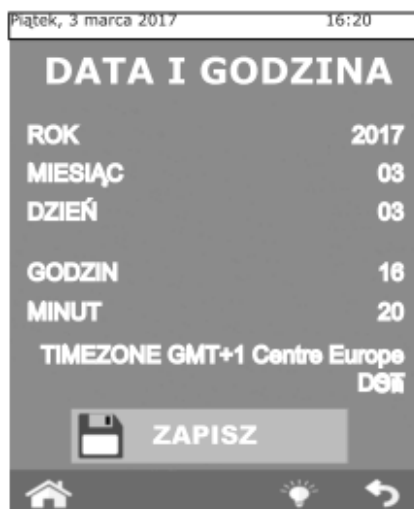 Piątek, 3 marca 2017 16:20
DATA I GODZINA
ROK 2017
MIESIĄC 03
DZIEŃ 03
GODZIN 16
MINUT 20
TIMEZONE GMT+1 Centre Europe
ZAPISZ